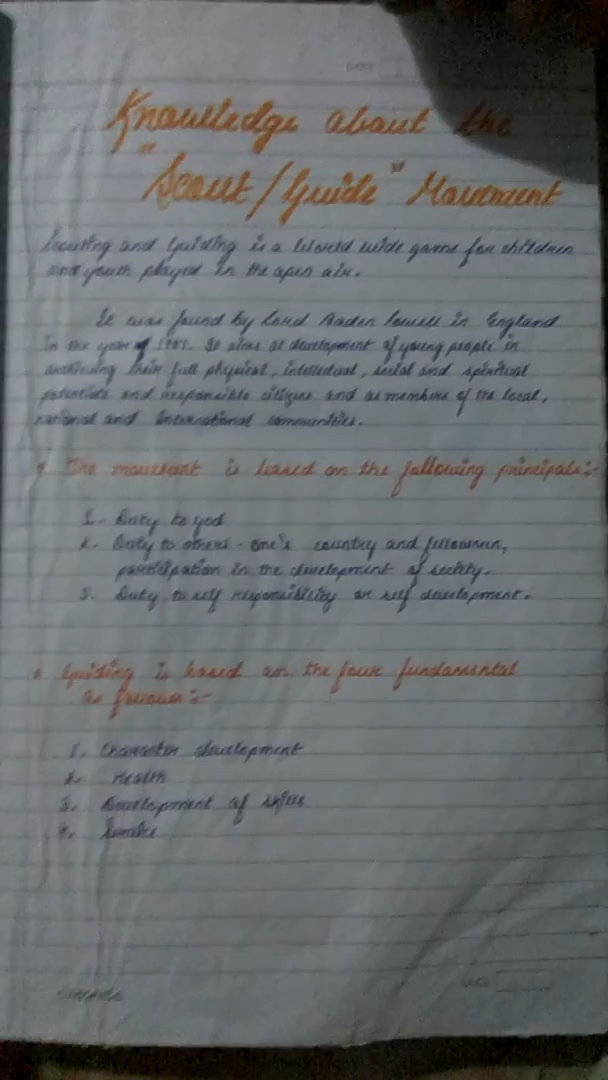 Knowledge about the
"Scout/Guide" Movement
Scouting and Guiding is a World wide game for children
and youth played in the open air.
It was found by Lord Baden Powell in England
in the year of It aims at development of young people in
their full physical, intellectual, social and spiritual
potentials and responsible citizens and as members of the local,
national and international communities.
The movement is based on the following principals:-
1. Duty to god
2. Duty to others - one's country and
participation in the development of society.
3. Duty to self responsibility on self development.
Guiding is based on the four fundamental
as :-
1. Character development
2. Health
3. Development of skills
4. Service